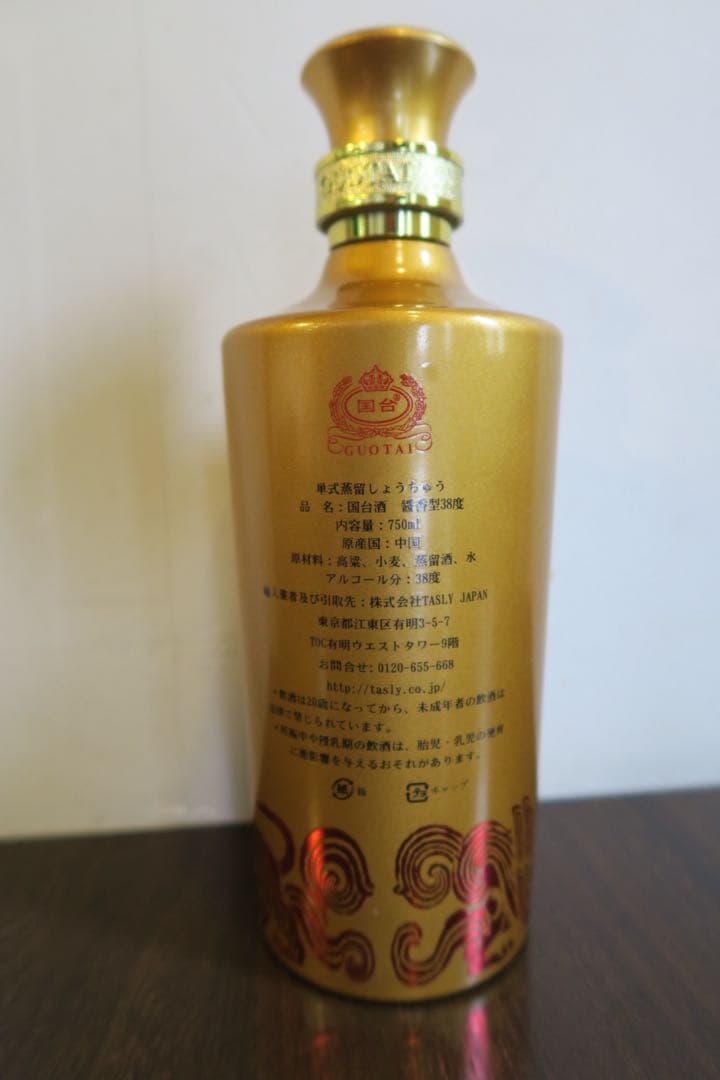 GUOTAI
国台®
GUOTAI
単式蒸留しょうちゅう
品 名：国台酒 醤香型38度
内容量：750ml
原産国：中国
原材料：高粱、小麦、蒸留酒、水
アルコール分：38度
輸入業者及び引取先：株式会社TASLY JAPAN
東京都江東区有明3-5-7
TOC有明ウエストタワー9階
お問合せ：0120-655-668
http://tasly.co.jp/
飲酒は20歳になってから、未成年者の飲酒は
法律で禁じられています。
妊娠中や授乳期の飲酒は、胎児・乳児の発育
に悪影響を与えるおそれがあります。
紙 箱
キャップ